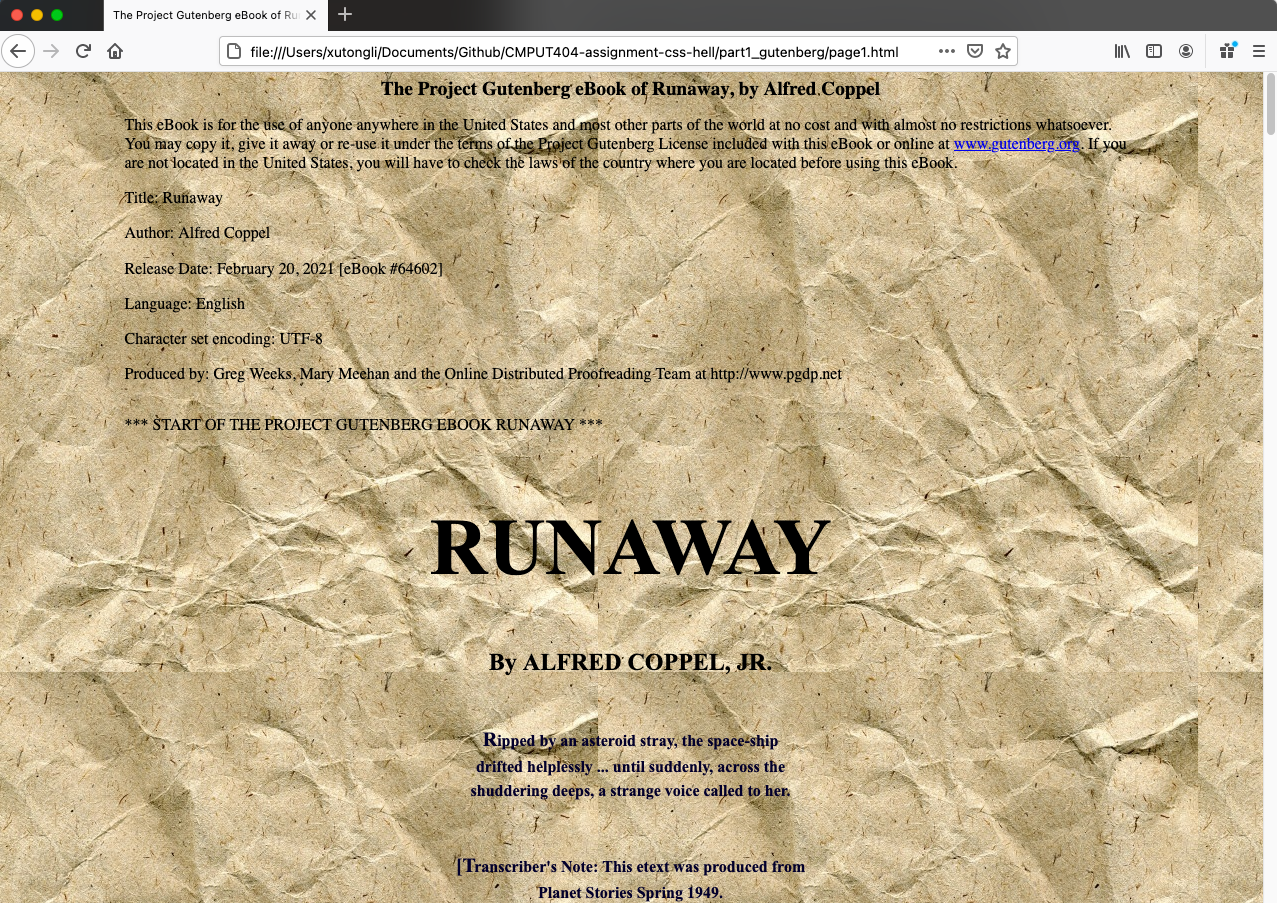 The Project Gutenberg eBook of Ru
file:///Users/xutongli/Documents/Github/CMPUT404-assignment-css-hell/part1_gutenberg/page1.html
The Project Gutenberg eBook of Runaway, by Alfred Coppel
This eBook is for the use of anyone anywhere in the United States and most other parts of the world at no cost and with almost no restrictions whatsoever.
You may copy it, give it away or re-use it under the terms of the Project Gutenberg License included with this eBook or online at www.gutenberg.org. If you
are not located in the United States, you will have to check the laws of the country where you are located before using this eBook.
Title: Runaway
Author: Alfred Coppel
Release Date: February 20, 2021 [eBook #64602]
Language: English
Character set encoding: UTF-8
Produced by: Greg Weeks, Mary Meehan and the Online Distributed Proofreading Team at http://www.pgdp.net
*** START OF THE PROJECT GUTENBERG EBOOK RUNAWAY ***
RUNAWAY
By ALFRED COPPEL, JR.
Ripped by an asteroid stray, the space-ship
drifted helplessly ... until suddenly, across the
shuddering deeps, a strange voice called to her.
[Transcriber's Note: This etext was produced from
Planet Stories Spring 1949.